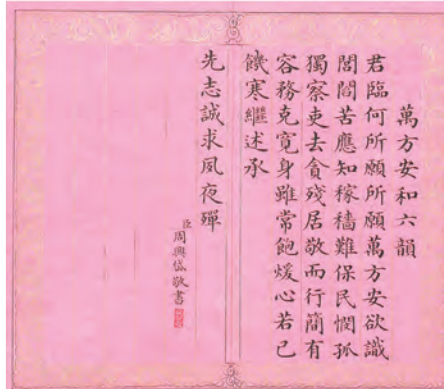 萬方安和六韻
君臨何所願所願萬方安欲識
閭閻苦應知稼穡難保民憫孤
獨察吏去貪殘居敬而行簡有
容務克寬身雖常飽煖心若己
饑寒繼述承
先志誠求夙夜殫
臣周興岱敬書